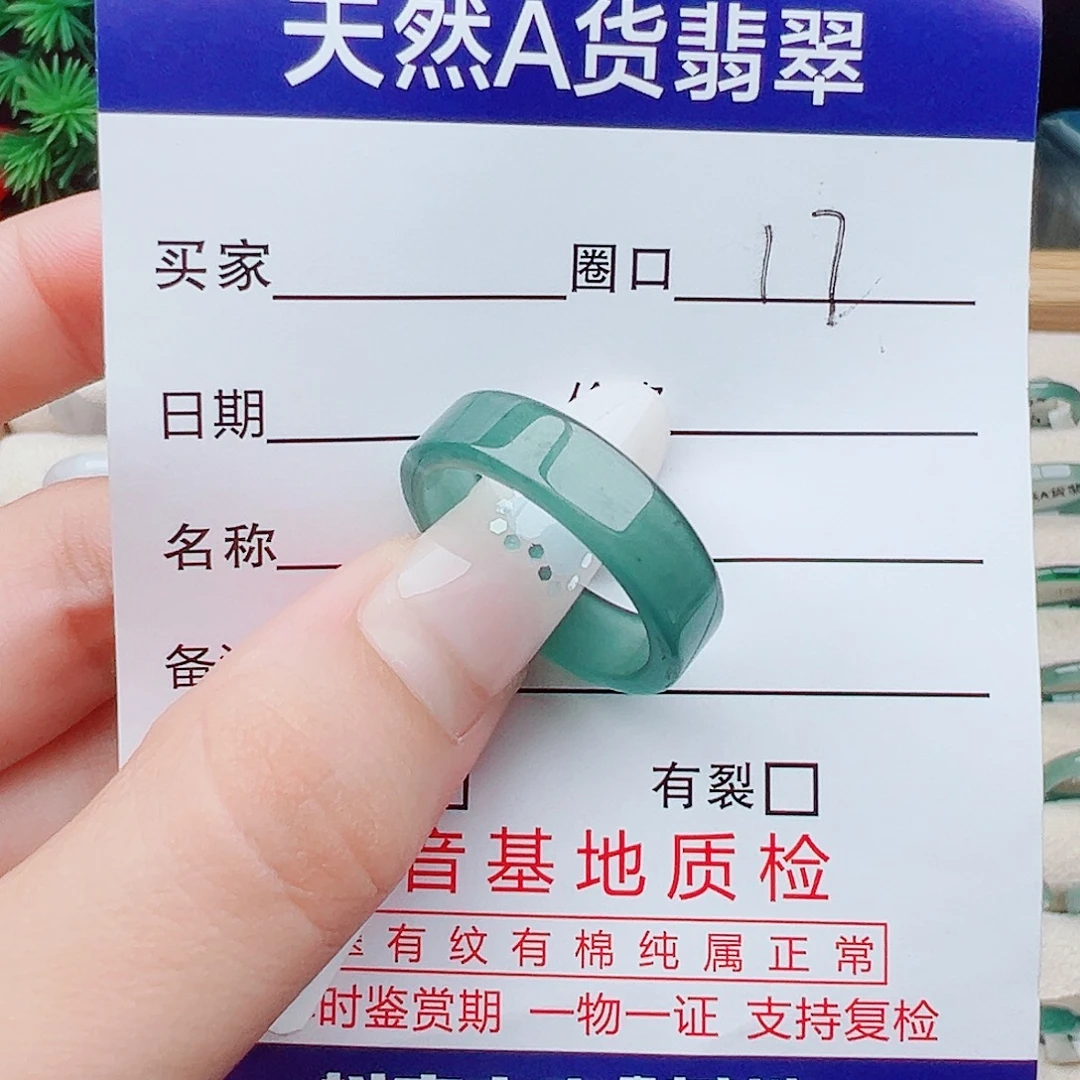 天然A货翡翠
买家 圈口 17
日期
名称
备
有裂
音基地质检
有纹有棉纯属正常
时鉴赏期 一物一证 支持复检